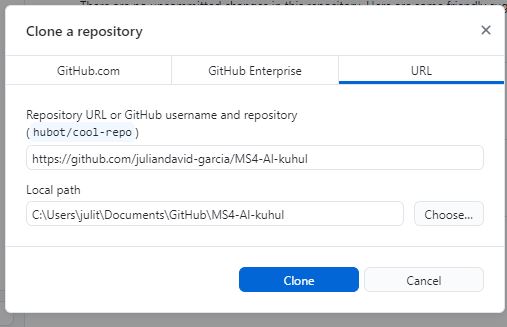 There are no uncommitted changes in this repository. Here are some friendly
Clone a repository
GitHub.com
GitHub Enterprise
URL
Repository URL or GitHub username and repository
(hubot/cool-repo)
https://github.com/juliandavid-garcia/MS4-AI-kuhul
Local path
C:\Users\julit\Documents\GitHub\MS4-AI-kuhul
Choose...
Clone
Cancel